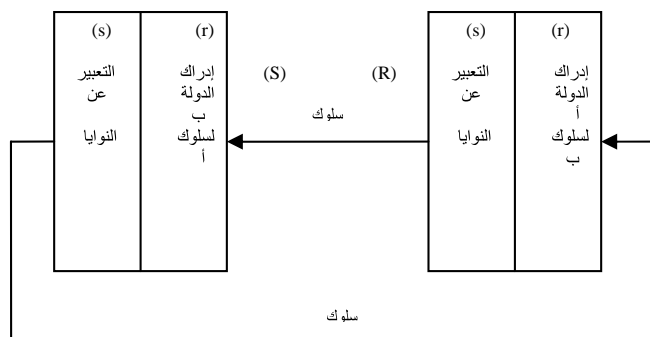 (s) (r) (s) (r)
(S) (R)
إدراك
الدولة
أ
لسلوك
ب
التعبير
عن
النوايا
سلوك
إدراك
الدولة
ب
لسلوك
أ
التعبير
عن
النوايا
سلوك